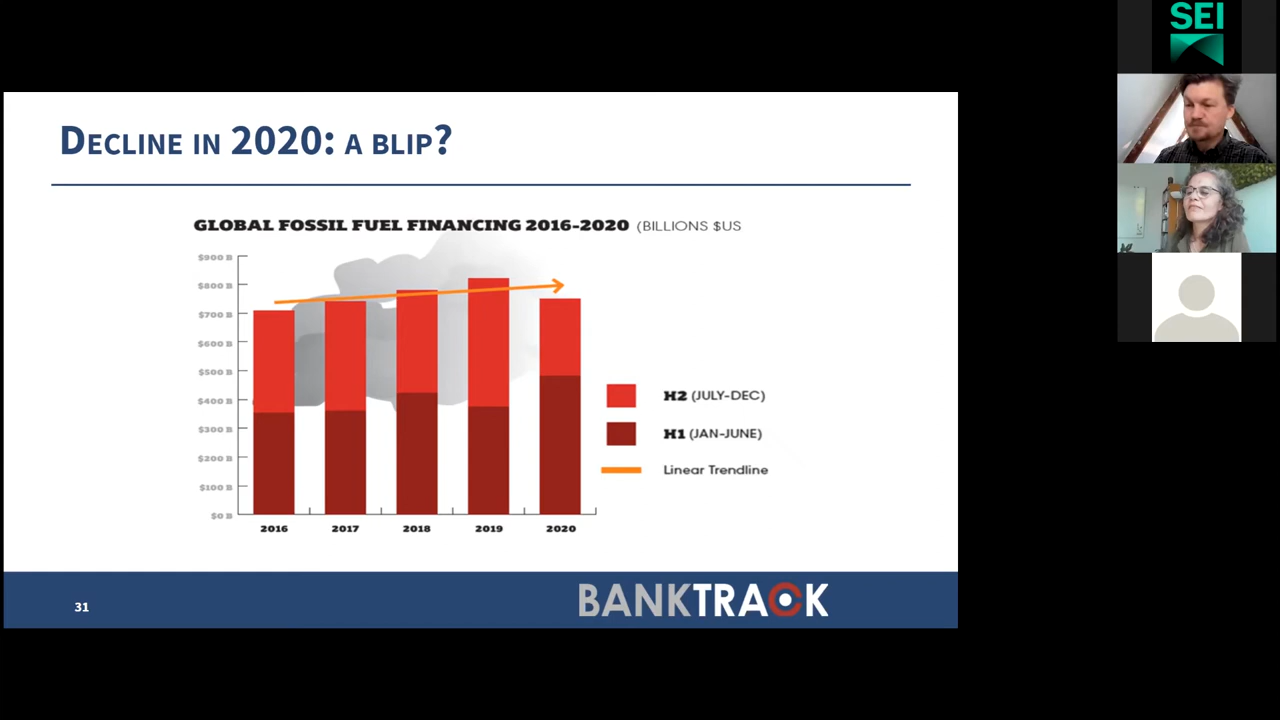 SEI
DECLINE IN 2020: A BLIP?
GLOBAL FOSSIL FUEL FINANCING 2016-2020 (BILLIONS $US
$900 B
$800 B
$700 B
$600 B
$500 B
$400 B
$300 B
$200 B
$100 B
$0 B
2016 2017 2018 2019 2020
H2 (JULY-DEC)
H1 (JAN-JUNE)
Linear Trendline
31
BANKTRACK